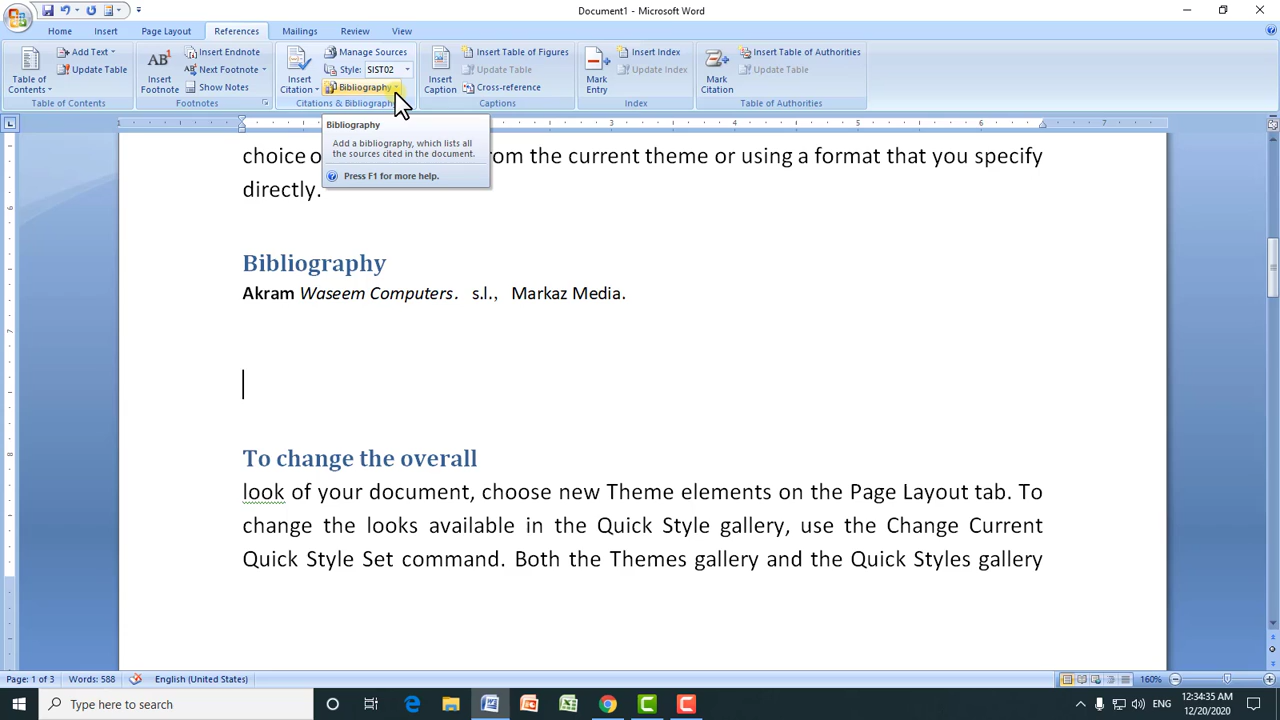 Document1 - Microsoft Word
Home Insert Page Layout References Mailings Review View
Table of Contents
Add Text
Update Table
Table of Contents
AB1
Insert Footnote
Insert Endnote
Next Footnote
Show Notes
Footnotes
Insert Citation
Manage Sources
Style: SIST02
Bibliography
Citations & Bibliography
Insert Caption
Insert Table of Figures
Update Table
Cross-reference
Captions
Mark Entry
Insert Index
Update Index
Index
Mark Citation
Insert Table of Authorities
Update Table
Table of Authorities
Bibliography
Add a bibliography, which lists all
the sources cited in the document.
Press F1 for more help.
choice o
rom the current theme or using a format that you specify
directly.
Bibliography
Akram Waseem Computers. s.l., Markaz Media.
To change the overall
look of your document, choose new Theme elements on the Page Layout tab. To
change the looks available in the Quick Style gallery, use the Change Current
Quick Style Set command. Both the Themes gallery and the Quick Styles gallery
Page: 1 of 3 Words: 588 English (United States) 160%
Type here to search
ENG
12:34:35 AM
12/20/2020